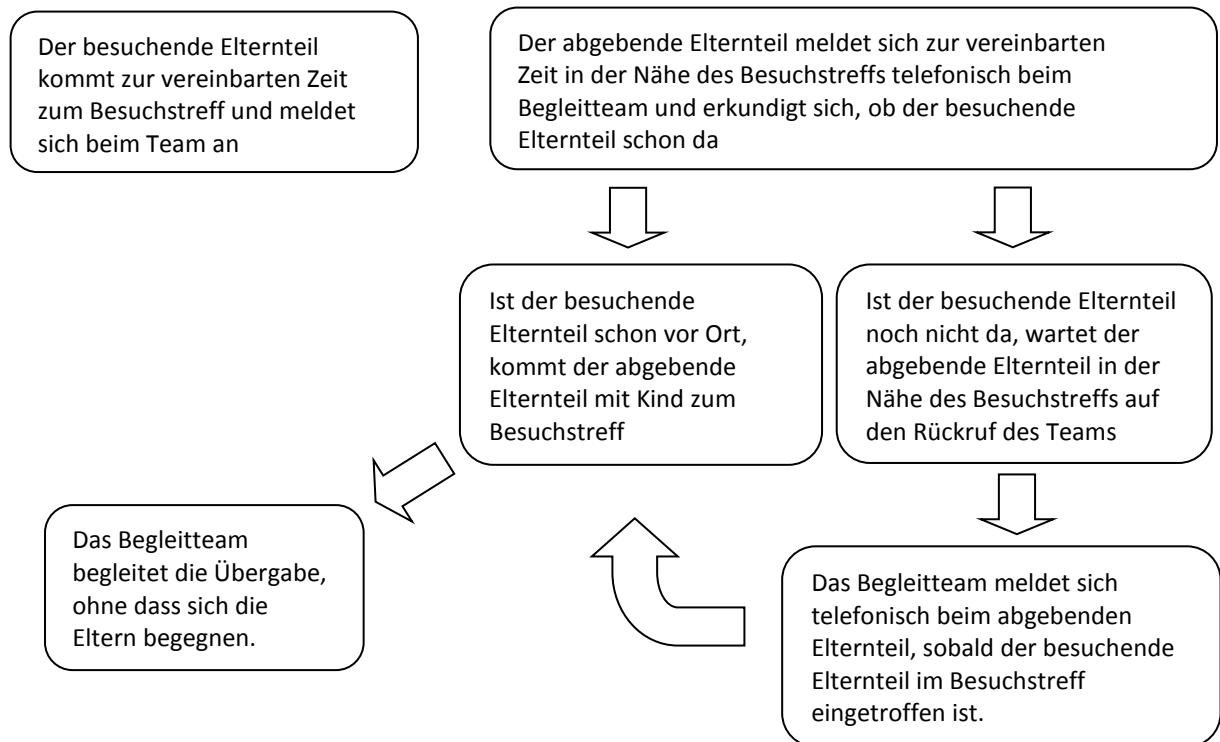 Der besuchende Elternteil
kommt zur vereinbarten Zeit
zum Besuchstreff und meldet
sich beim Team an
Der abgebende Elternteil meldet sich zur vereinbarten
Zeit in der Nähe des Besuchstreffs telefonisch beim
Begleitteam und erkundigt sich, ob der besuchende
Elternteil schon da
Ist der besuchende
Elternteil schon vor Ort,
kommt der abgebende
Elternteil mit Kind zum
Besuchstreff
Ist der besuchende Elternteil
noch nicht da, wartet der
abgebende Elternteil in der
Nähe des Besuchstreffs auf
den Rückruf des Teams
Das Begleitteam
begleitet die Übergabe,
ohne dass sich die
Eltern begegnen.
Das Begleitteam meldet sich
telefonisch beim abgebenden
Elternteil, sobald der besuchende
Elternteil im Besuchstreff
eingetroffen ist.